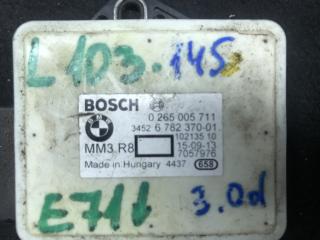 L103-145
BOSCH
0 265 005 711
3452 6 782 370-01
10213510
MM3.R8
15-09-13
7057976
Made in Hungary 4437 658
E71 3.0d